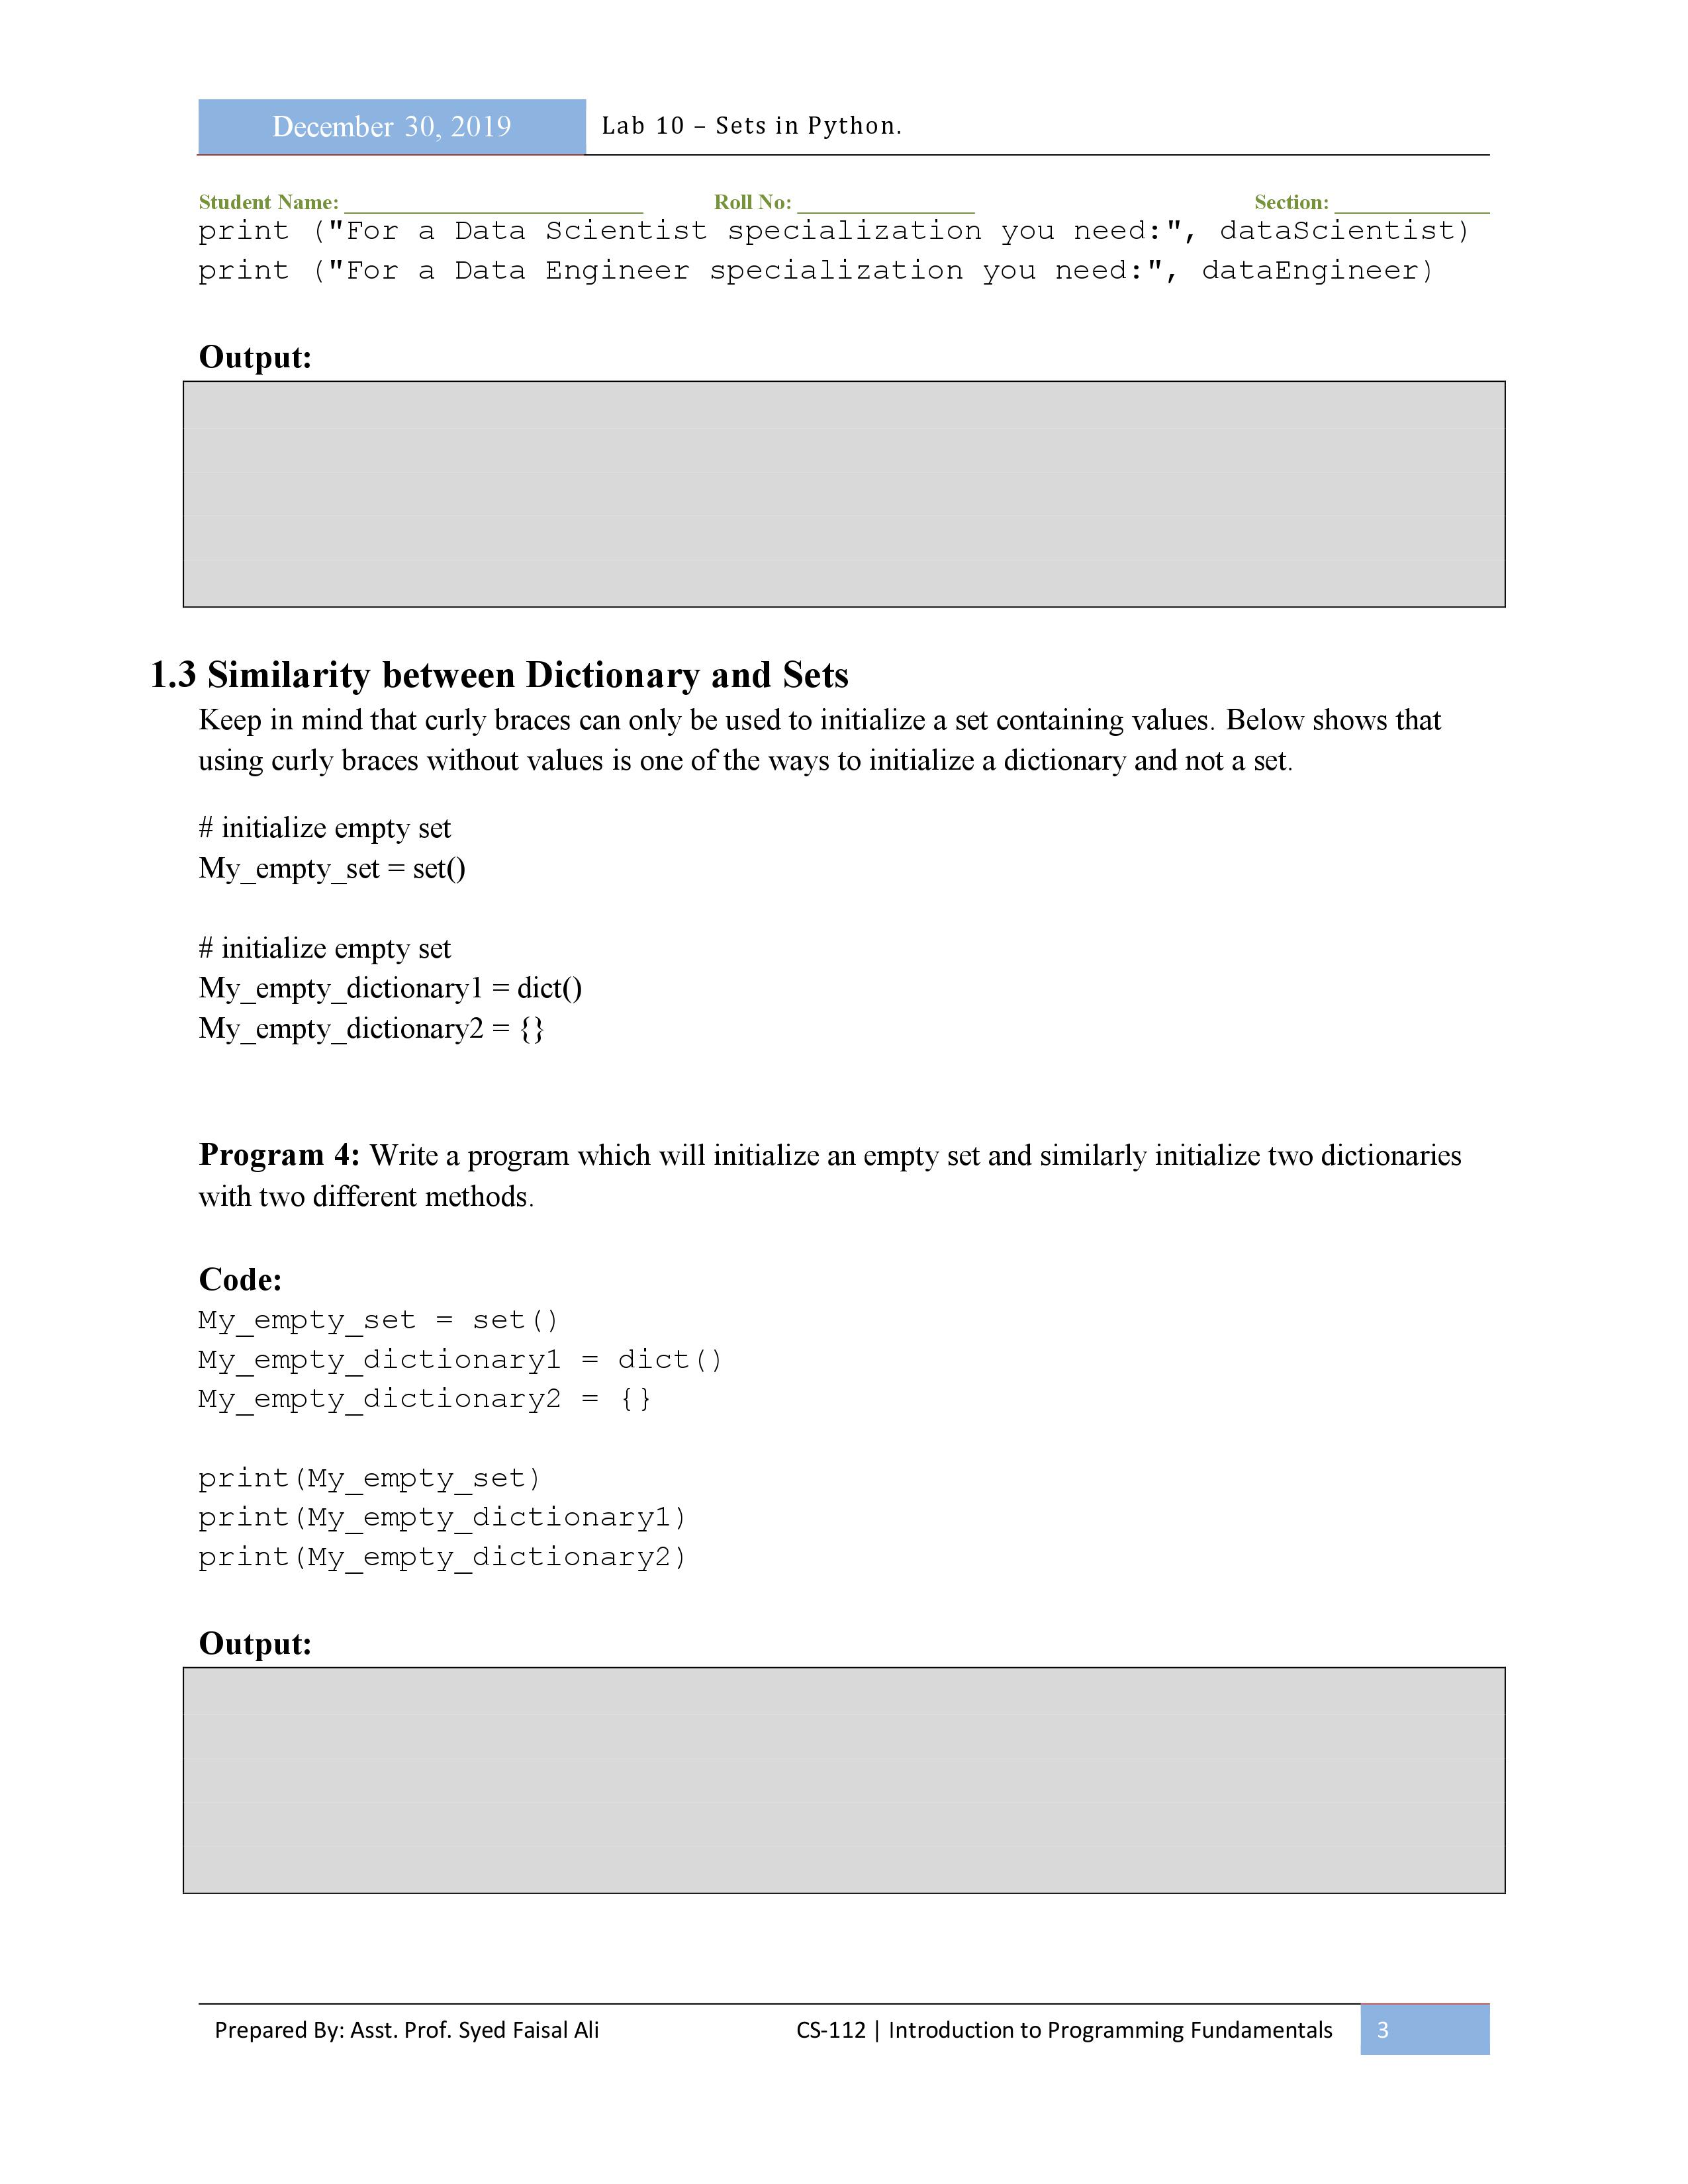 December 30, 2019 Lab 10 – Sets in Python.
Student Name: __________________________ Roll No: ________________ Section: ______________
print ("For a Data Scientist specialization you need:", dataScientist)
print ("For a Data Engineer specialization you need:", dataEngineer)
Output:
1.3 Similarity between Dictionary and Sets
Keep in mind that curly braces can only be used to initialize a set containing values. Below shows that
using curly braces without values is one of the ways to initialize a dictionary and not a set.
# initialize empty set
My_empty_set = set()
# initialize empty set
My_empty_dictionary1 = dict()
My_empty_dictionary2 = {}
Program 4: Write a program which will initialize an empty set and similarly initialize two dictionaries
with two different methods.
Code:
My_empty_set = set()
My_empty_dictionary1 = dict()
My_empty_dictionary2 = {}
print(My_empty_set)
print(My_empty_dictionary1)
print(My_empty_dictionary2)
Output:
Prepared By: Asst. Prof. Syed Faisal Ali CS-112 | Introduction to Programming Fundamentals 3